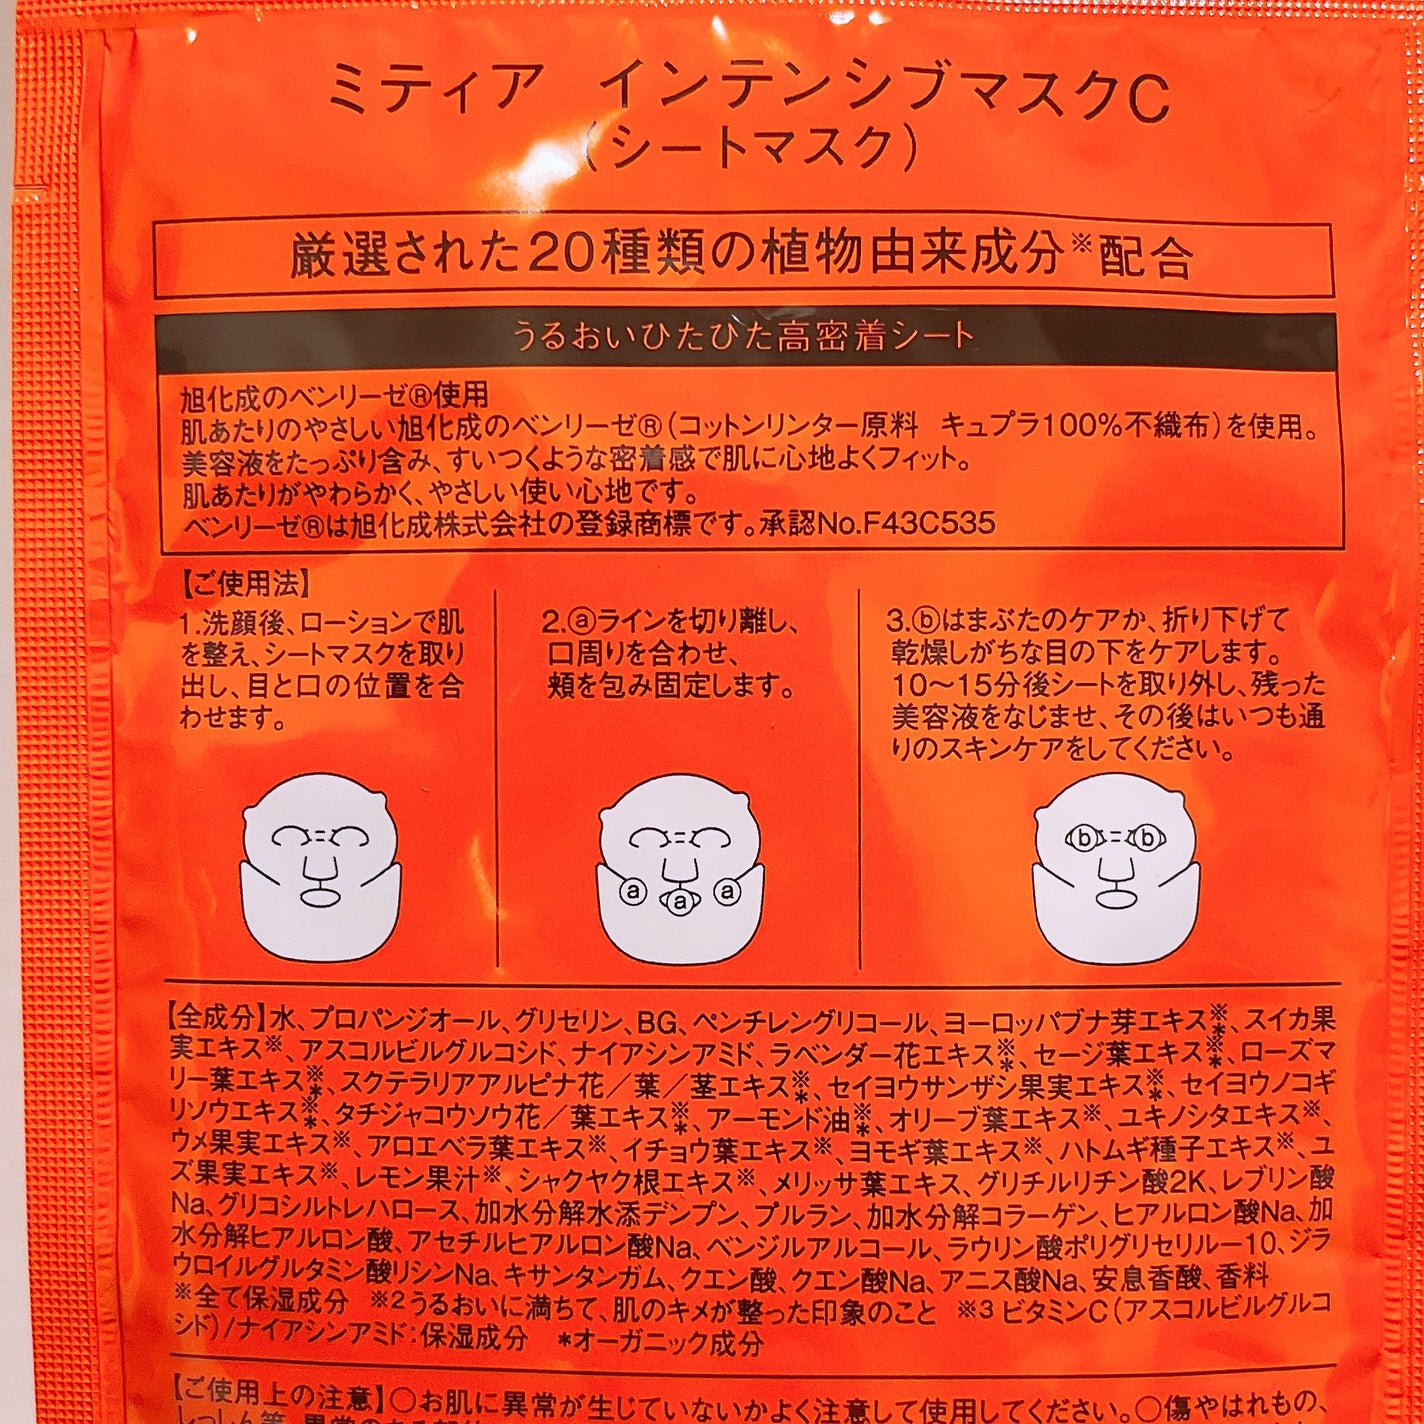 ミティア インテンシブマスクC
(シートマスク)
厳選された20種類の植物由来成分※配合
うるおいひたひた高密着シート
旭化成のベンリーゼ®使用
肌あたりのやさしい旭化成のベンリーゼ®(コットンリンター原料 キュプラ100%不織布)を使用。
美容液をたっぷり含み、すいつくような密着感で肌に心地よくフィット。
肌あたりがやわらかく、やさしい使い心地です。
ベンリーゼ®は旭化成株式会社の登録商標です。承認No.F43C535
【ご使用法】
1.洗顔後、ローションで肌
を整え、シートマスクを取り
出し、目と口の位置を合
わせます。
2.ⓐラインを切り離し、
口周りを合わせ、
頬を包み固定します。
3.ⓑはまぶたのケアか、折り下げて
乾燥しがちな目の下をケアします。
10〜15分後シートを取り外し、残った
美容液をなじませ、その後はいつも通
りのスキンケアをしてください。
a a a
b b
【全成分】水、プロパンジオール、グリセリン、BG、ペンチレングリコール、ヨーロッパブナ芽エキス※*、スイカ果
実エキス※、アスコルビルグルコシド、ナイアシンアミド、ラベンダー花エキス※*、セージ葉エキス※*、ローズマ
リー葉エキス※*、スクテラリアアルピナ花/葉/茎エキス※*、セイヨウサンザシ果実エキス※*、セイヨウノコギ
リソウエキス※*、タチジャコウソウ花/葉エキス※*、アーモンド油※*、オリーブ葉エキス※、ユキノシタエキス※、
ウメ果実エキス※、アロエベラ葉エキス※、イチョウ葉エキス※、ヨモギ葉エキス※、ハトムギ種子エキス※、ユ
ズ果実エキス※、レモン果汁※、シャクヤク根エキス※、メリッサ葉エキス、グリチルリチン酸2K、レブリン酸
Na、グリコシルトレハロース、加水分解水添デンプン、プルラン、加水分解コラーゲン、ヒアルロン酸Na、加
水分解ヒアルロン酸、アセチルヒアルロン酸Na、ベンジルアルコール、ラウリン酸ポリグリセリル-10、ジラ
ウロイルグルタミン酸リシンNa、キサンタンガム、クエン酸、クエン酸Na、アニス酸Na、安息香酸、香料
※全て保湿成分 ※2うるおいに満ちて、肌のキメが整った印象のこと ※3 ビタミンC(アスコルビルグルコ
シド)/ナイアシンアミド:保湿成分 *オーガニック成分
【ご使用上の注意】○お肌に異常が生じていないかよく注意して使用してください。○傷やはれもの、